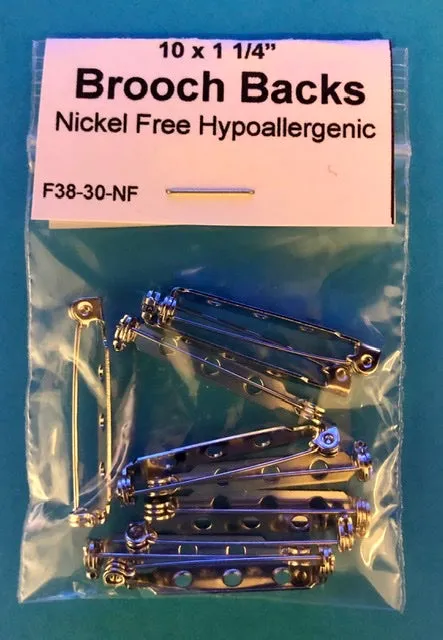 10 x 1 1/4”
Brooch Backs
Nickel Free Hypoallergenic
F38-30-NF